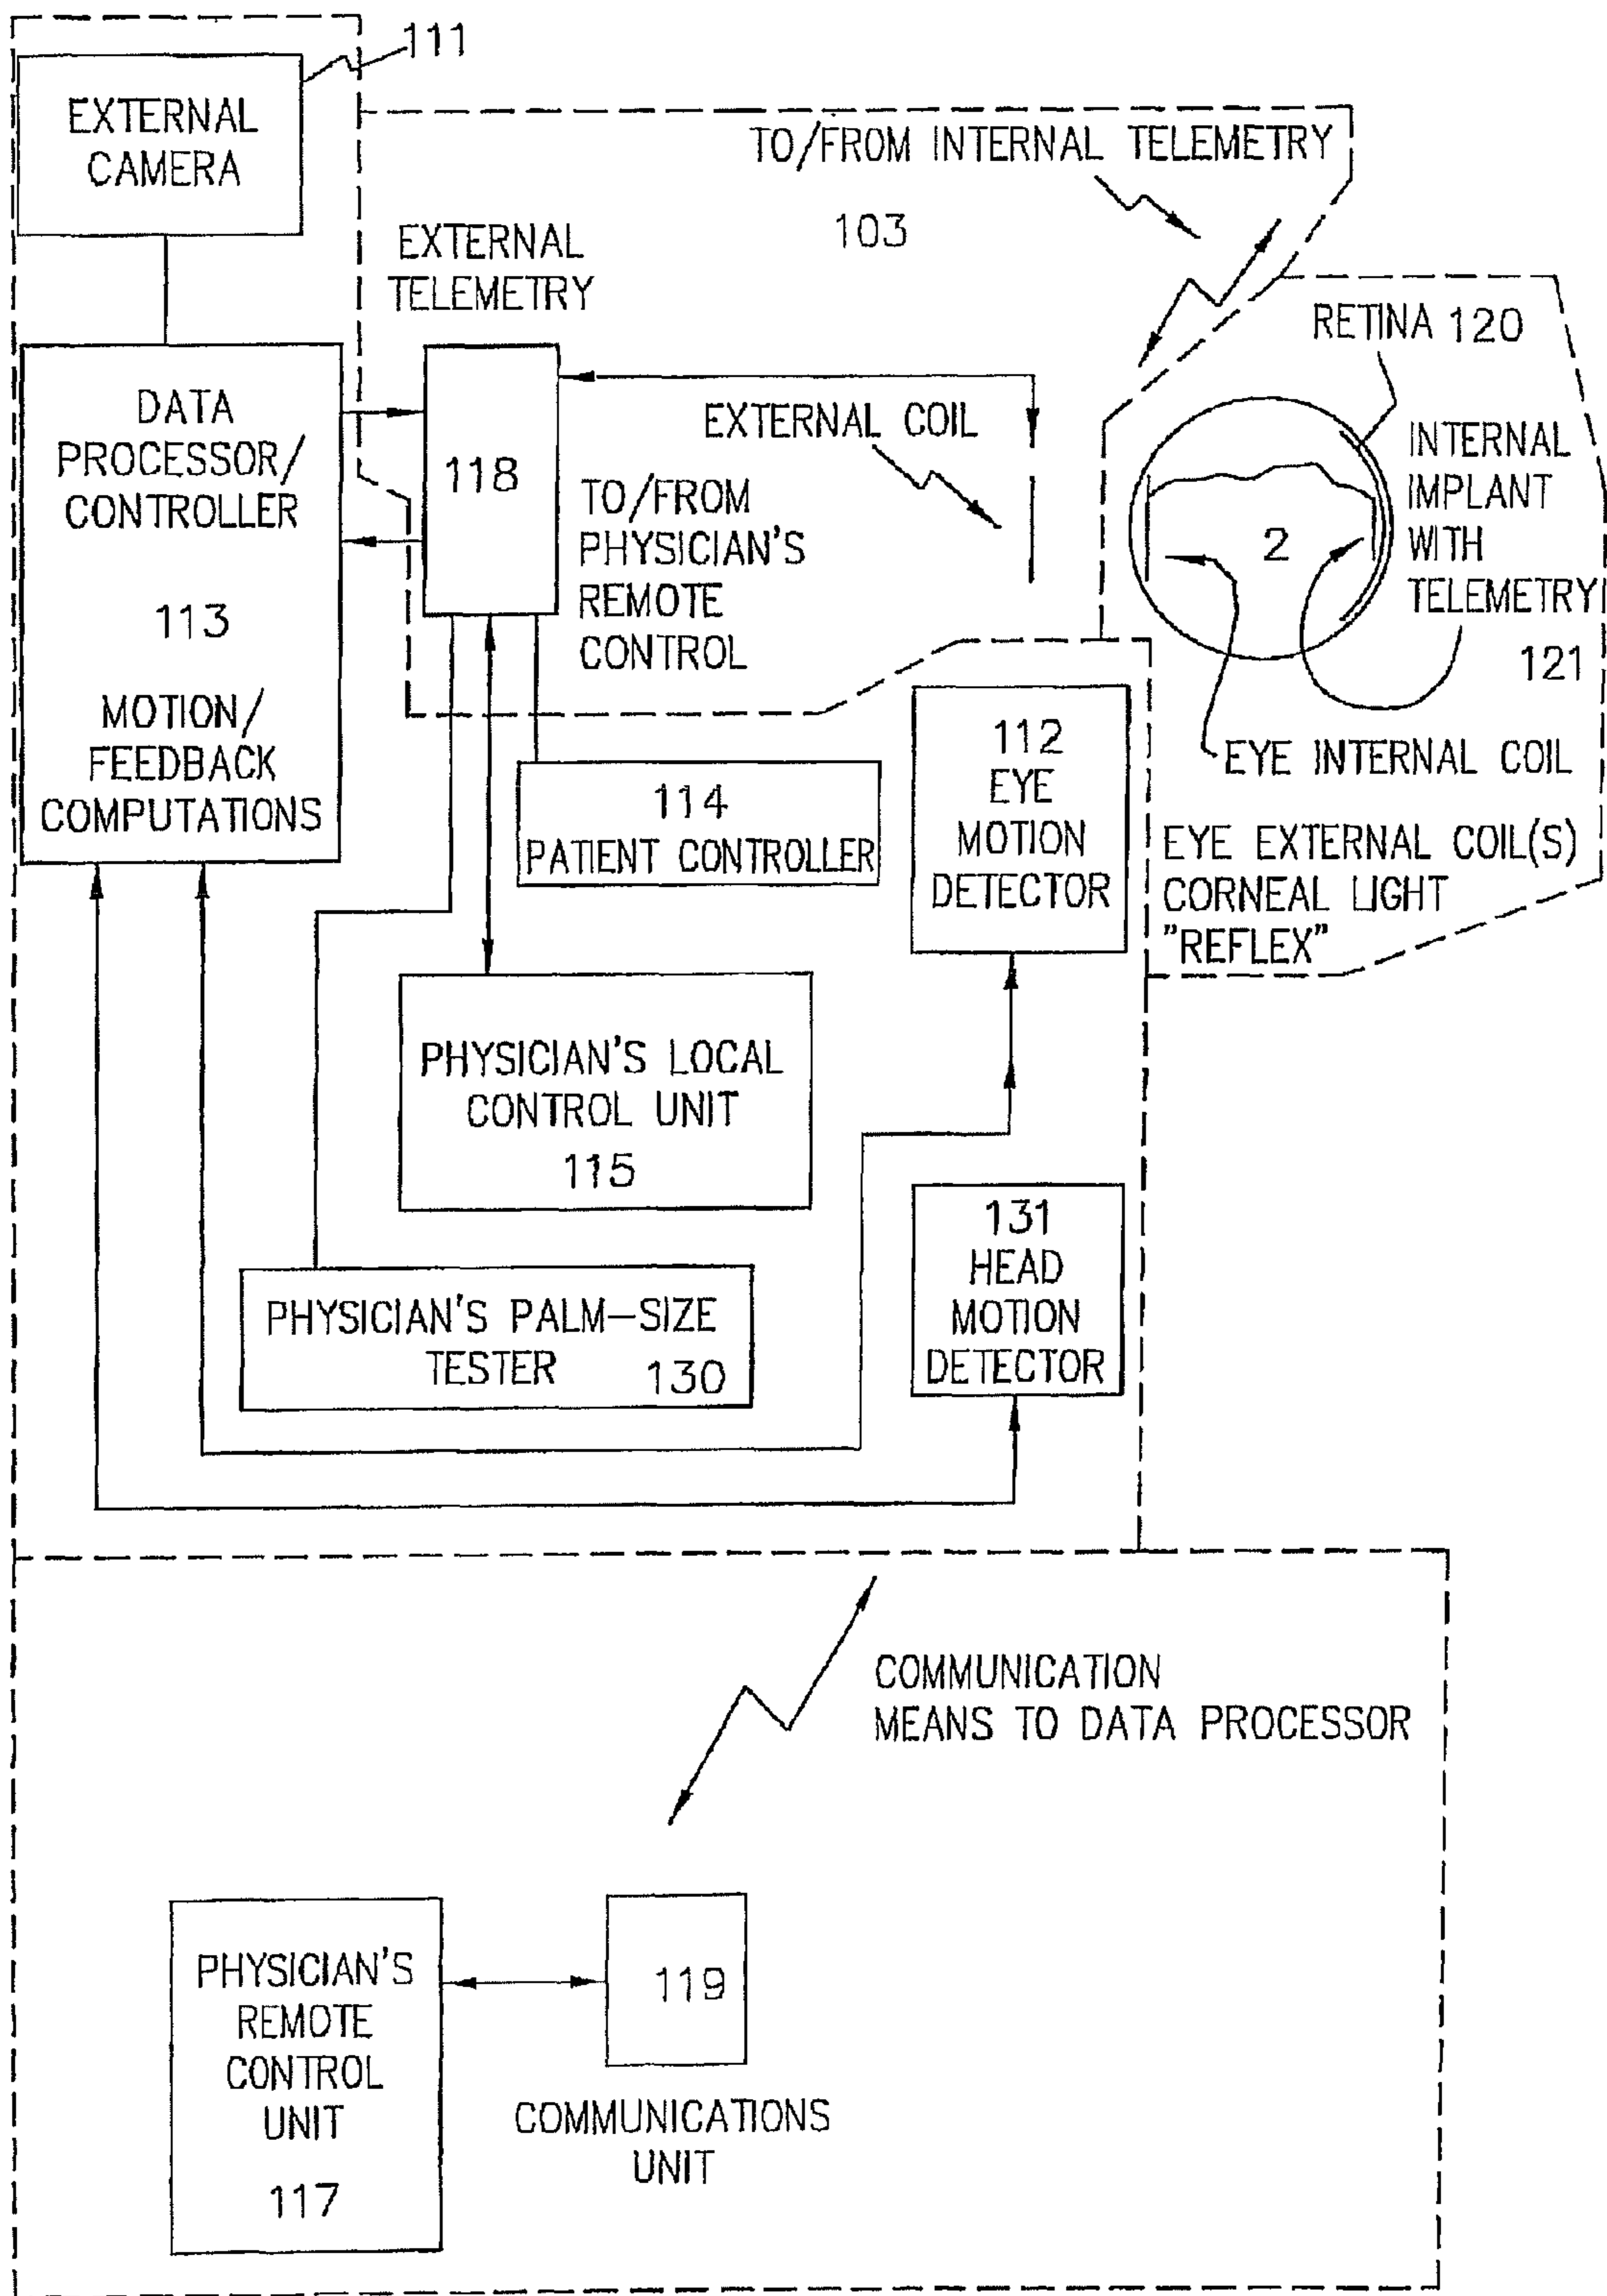 111
EXTERNAL
CAMERA
TO/FROM INTERNAL TELEMETRY
103
EXTERNAL
TELEMETRY
RETINA 120
DATA
PROCESSOR/
CONTROLLER
113
MOTION/
FEEDBACK
COMPUTATIONS
118
EXTERNAL COIL
TO/FROM
PHYSICIAN'S
REMOTE
CONTROL
2
INTERNAL
IMPLANT
WITH
TELEMETRY
121
EYE INTERNAL COIL
112
EYE
MOTION
DETECTOR
114
PATIENT CONTROLLER
EYE EXTERNAL COIL(S)
CORNEAL LIGHT
"REFLEX"
PHYSICIAN'S LOCAL
CONTROL UNIT
115
131
HEAD
MOTION
DETECTOR
PHYSICIAN'S PALM-SIZE
TESTER 130
COMMUNICATION
MEANS TO DATA PROCESSOR
PHYSICIAN'S
REMOTE
CONTROL
UNIT
117
119
COMMUNICATIONS
UNIT